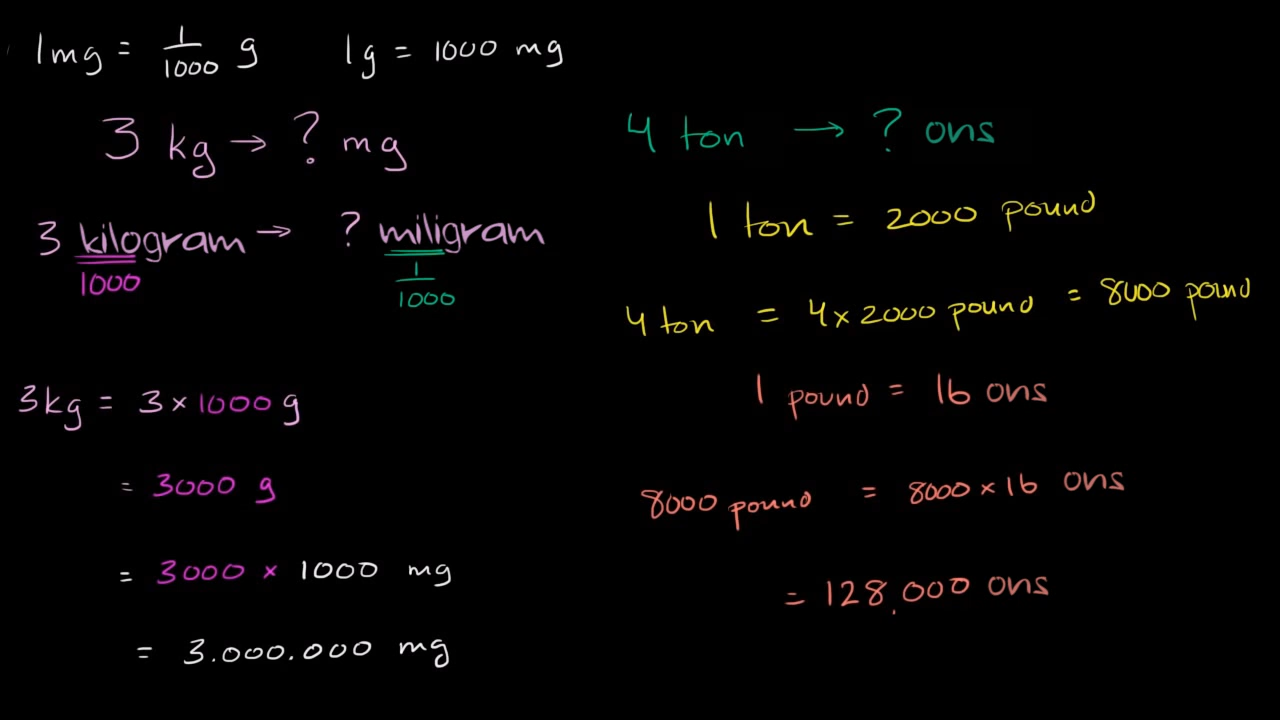 1mg = 1/1000 g
1g = 1000 mg
3 kg → ? mg
3 kilogram → ? miligram
1000
1/1000
3kg = 3 × 1000 g
= 3000 g
= 3000 × 1000 mg
= 3.000.000 mg
4 ton → ? ons
1 ton = 2000 pound
4 ton = 4 × 2000 pound = 8000 pound
1 pound = 16 ons
8000 pound = 8000 × 16 ons
= 128.000 ons